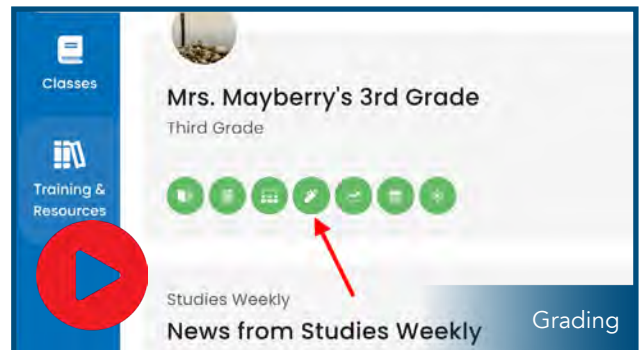 Classes
Training &
Resources
Mrs. Mayberry's 3rd Grade
Third Grade
Studies Weekly
News from Studies Weekly
Grading